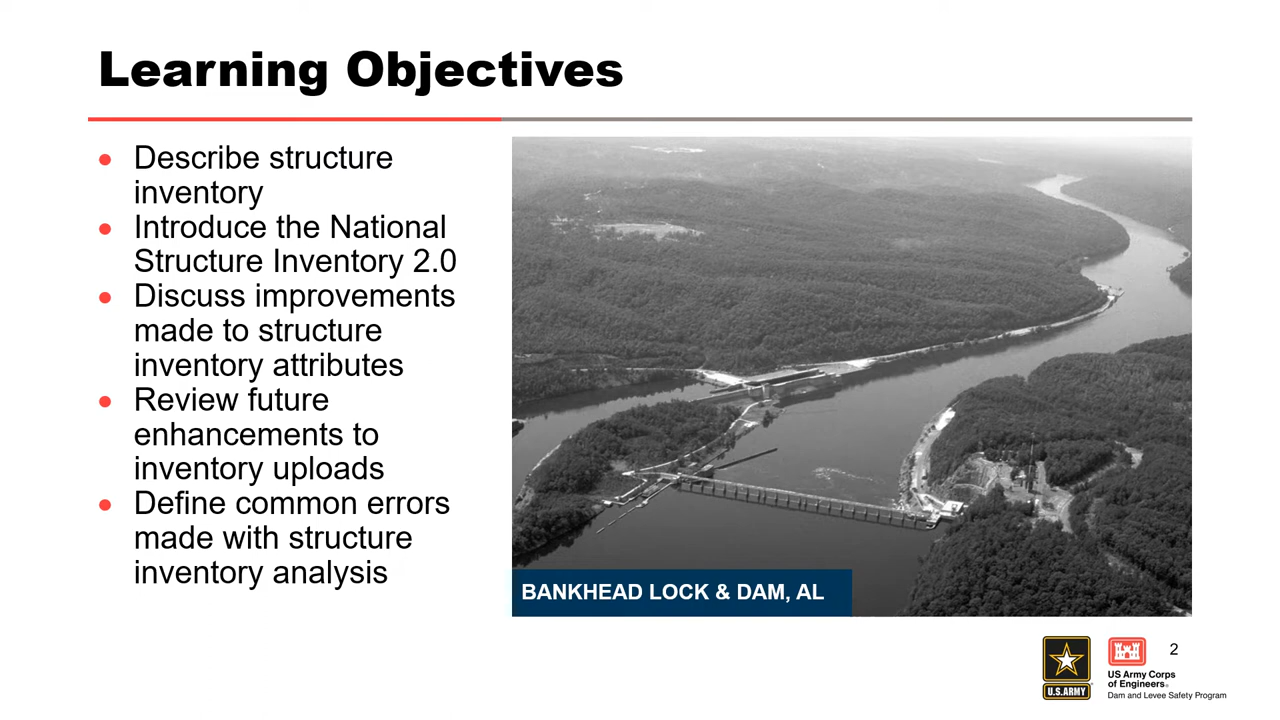 Learning Objectives
● Describe structure
inventory
● Introduce the National
Structure Inventory 2.0
● Discuss improvements
made to structure
inventory attributes
● Review future
enhancements to
inventory uploads
● Define common errors
made with structure
inventory analysis
BANKHEAD LOCK & DAM, AL
U.S.ARMY
US Army Corps
of Engineers®
Dam and Levee Safety Program
2